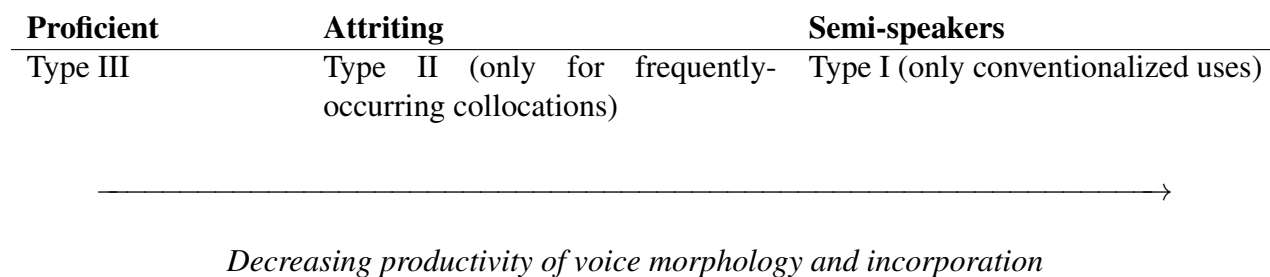 Proficient Attriting Semi-speakers
Type III Type II (only for frequently- Type I (only conventionalized uses)
occurring collocations)
Decreasing productivity of voice morphology and incorporation